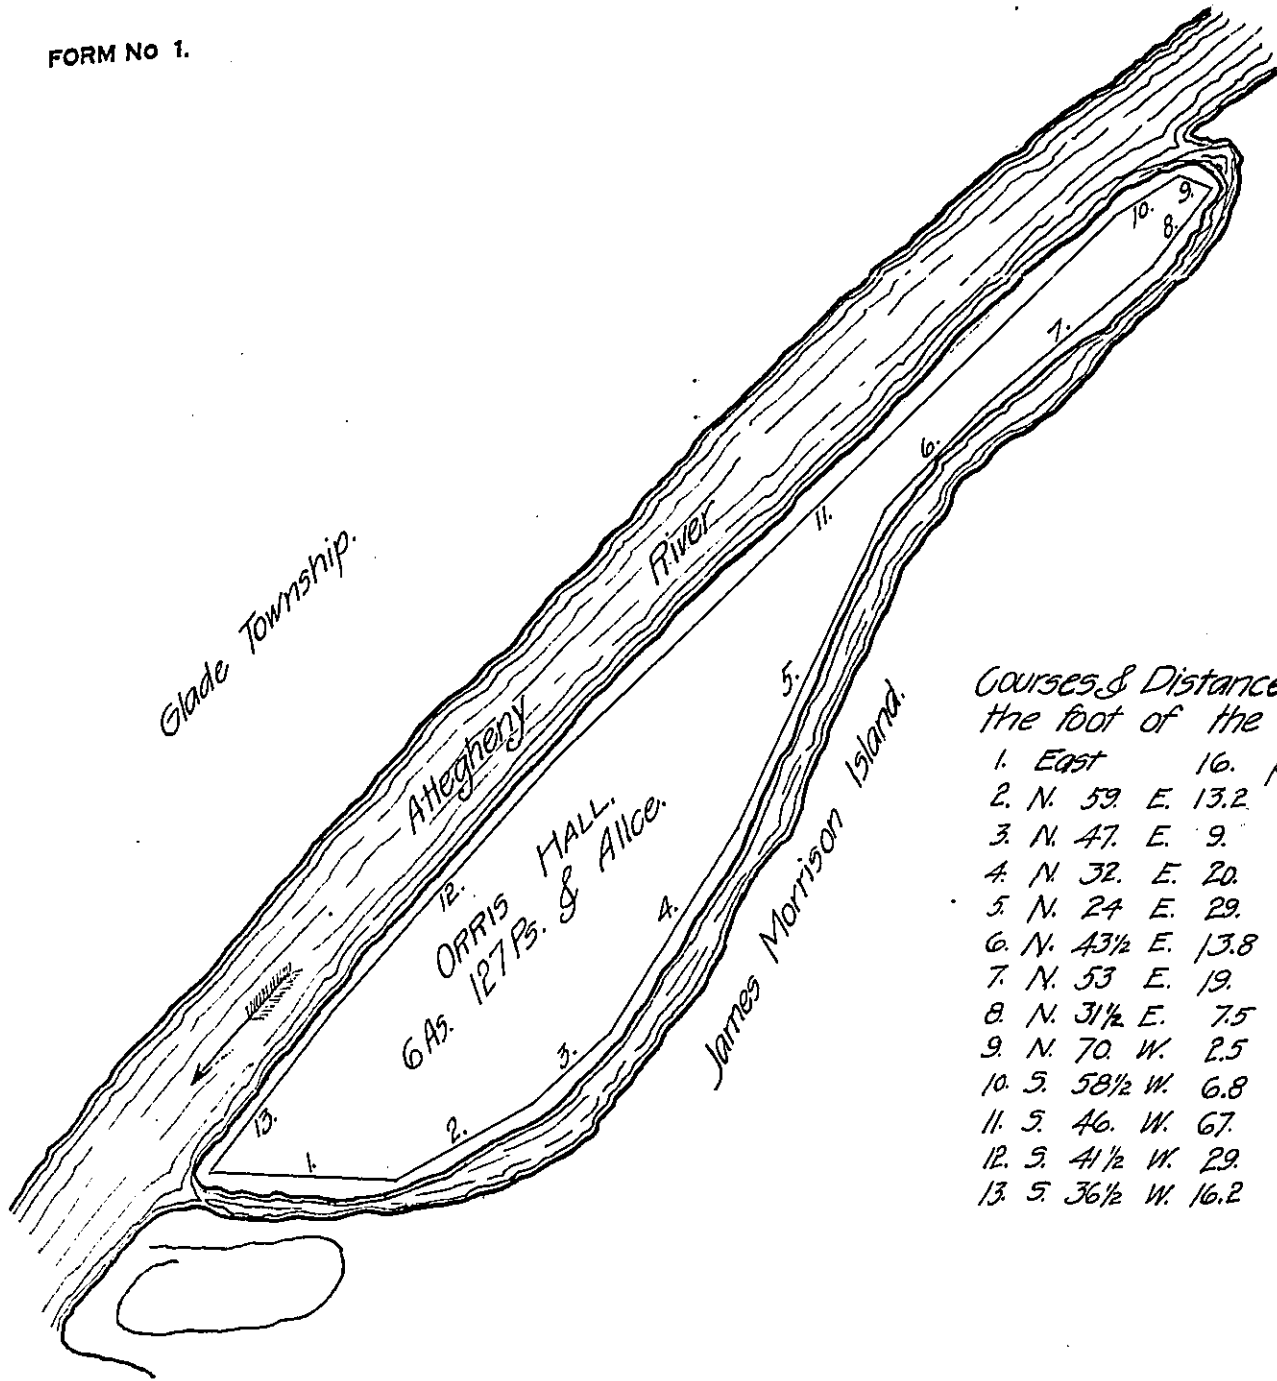 FORM No 1.
9.
10.
8.
7.
6.
11.
River
Glade Township.
5.
Courses & Distance
the foot of the
Allegheny
James Morrison Island.
1. East 16.
2. N. 59. E. 13.2
3. N. 47. E. 9.
4. N. 32. E. 20.
5. N. 24 E. 29.
6. N. 43½ E. 13.8
7. N. 53 E. 19.
8 N. 31½ E. 7.5
9. N. 70. W. 2.5
10. S. 58½ W. 6.8
11. S. 46. W. 67.
12. S. 41½ W. 29.
13. S. 36½ W. 16.2
12.
ORRIS HALL.
6 As. 127 Ps. & Allce.
4.
3.
13.
2.
1.